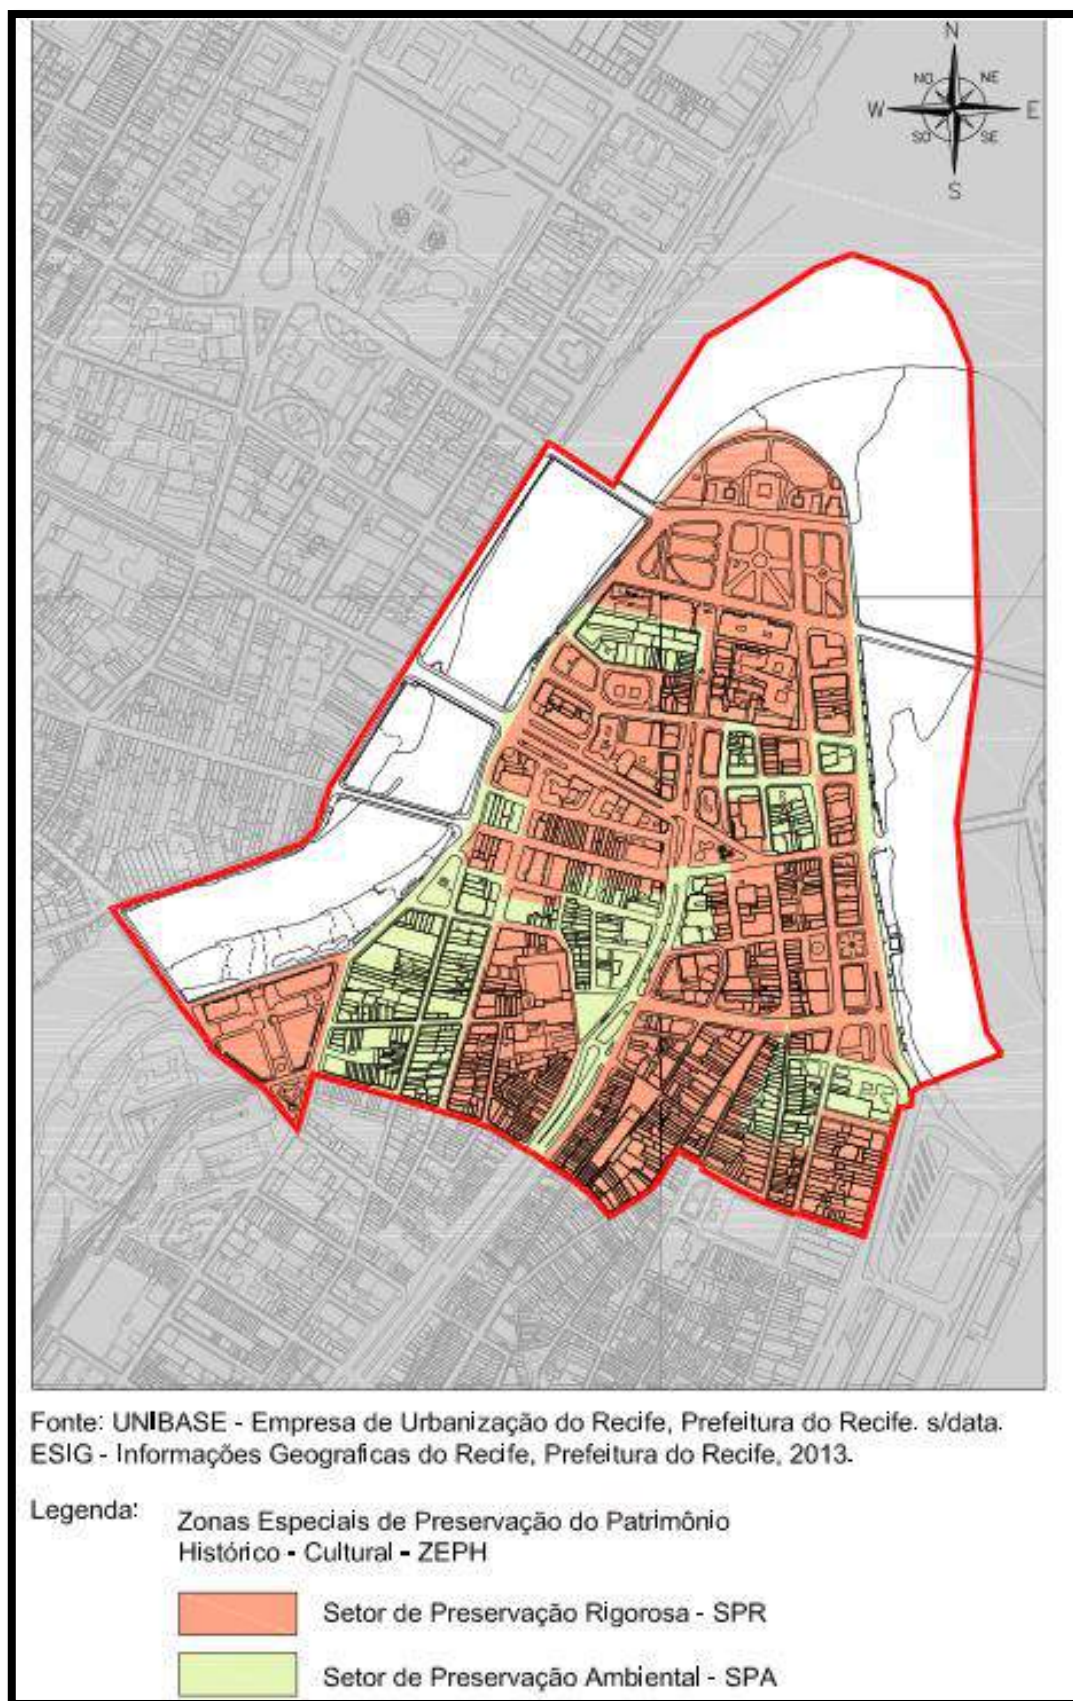 N
NO
NE
W
E
SO
SE
S
Fonte: UNIBASE - Empresa de Urbanização do Recife, Prefeitura do Recife. s/data.
ESIG - Informações Geograficas do Recife, Prefeitura do Recife, 2013.
Legenda:
Zonas Especiais de Preservação do Patrimônio
Histórico - Cultural - ZEPH
Setor de Preservação Rigorosa - SPR
Setor de Preservação Ambiental - SPA